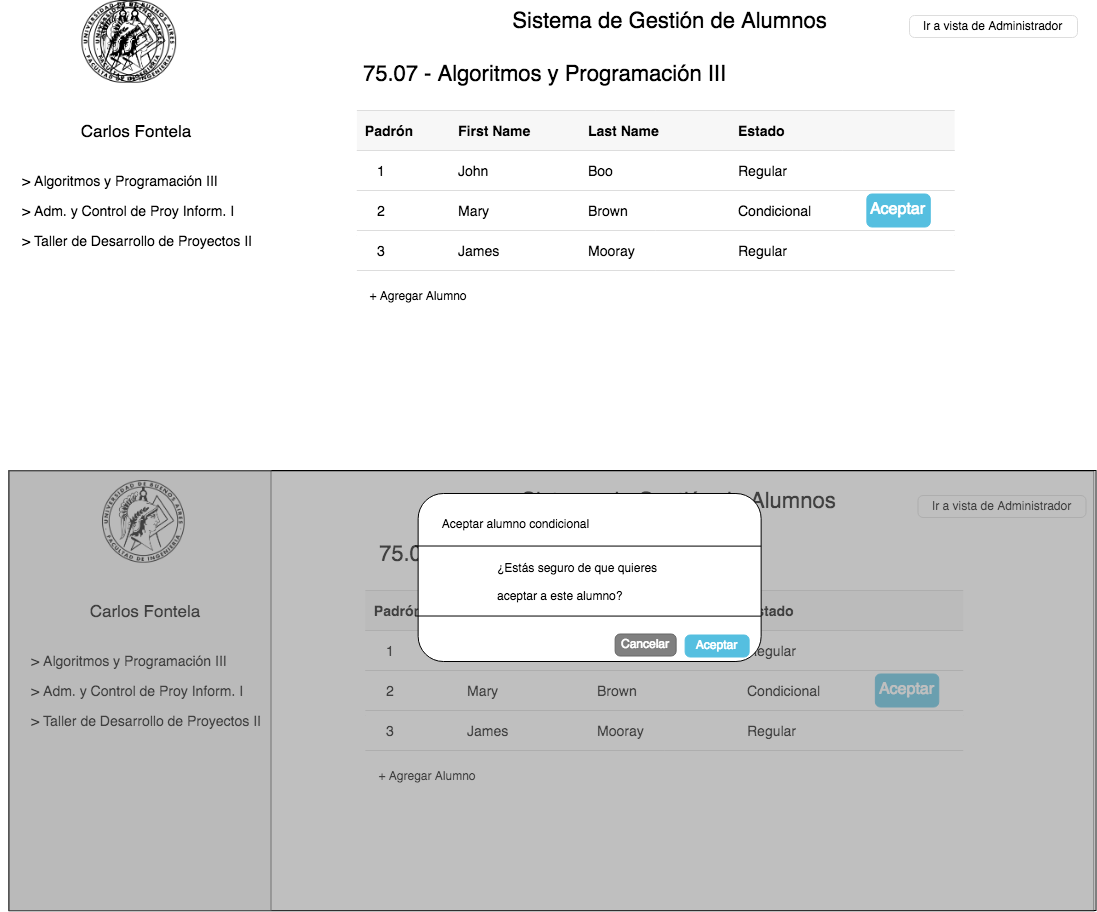 UNIVERSIDAD DE BUENOS AIRES
FACULTAD DE INGENIERIA
Sistema de Gestión de Alumnos
Ir a vista de Administrador
75.07 - Algoritmos y Programación III
Carlos Fontela
> Algoritmos y Programación III
> Adm. y Control de Proy Inform. I
> Taller de Desarrollo de Proyectos II
Padrón First Name Last Name Estado
1 John Boo Regular
2 Mary Brown Condicional Aceptar
3 James Mooray Regular
+ Agregar Alumno
UNIVERSIDAD DE BUENOS AIRES
FACULTAD DE INGENIERIA
Alumnos
Ir a vista de Administrador
75.0
Carlos Fontela
> Algoritmos y Programación III
> Adm. y Control de Proy Inform. I
> Taller de Desarrollo de Proyectos II
Aceptar alumno condicional
¿Estás seguro de que quieres
aceptar a este alumno?
Cancelar Aceptar
Padrón stado
1 egular
2 Mary Brown Condicional Aceptar
3 James Mooray Regular
+ Agregar Alumno